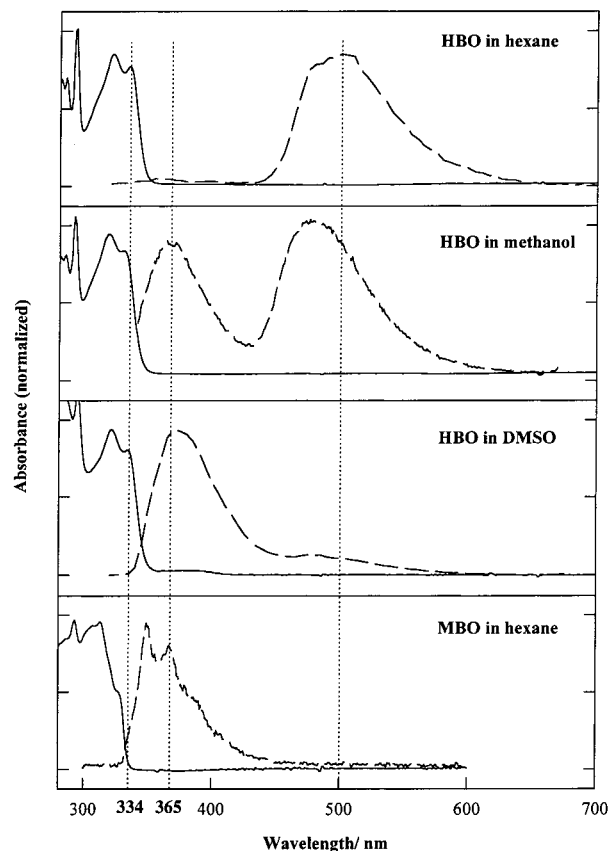 HBO in hexane
HBO in methanol
HBO in DMSO
MBO in hexane
Absorbance (normalized)
300 334 365 400 500 600 700
Wavelength/ nm